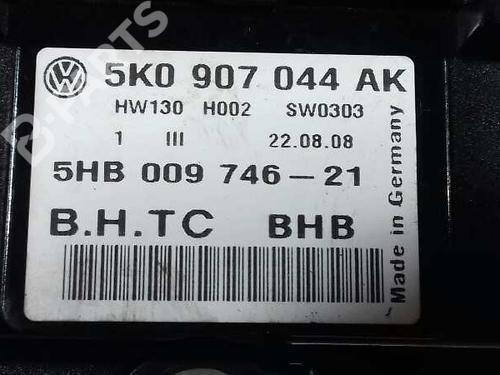 5K0 907 044 AK
HW130 H002 SW0303
1 III 22.08.08
5HB 009 746-21
B.H.TC BHB
Made in Germany
B-PARTS